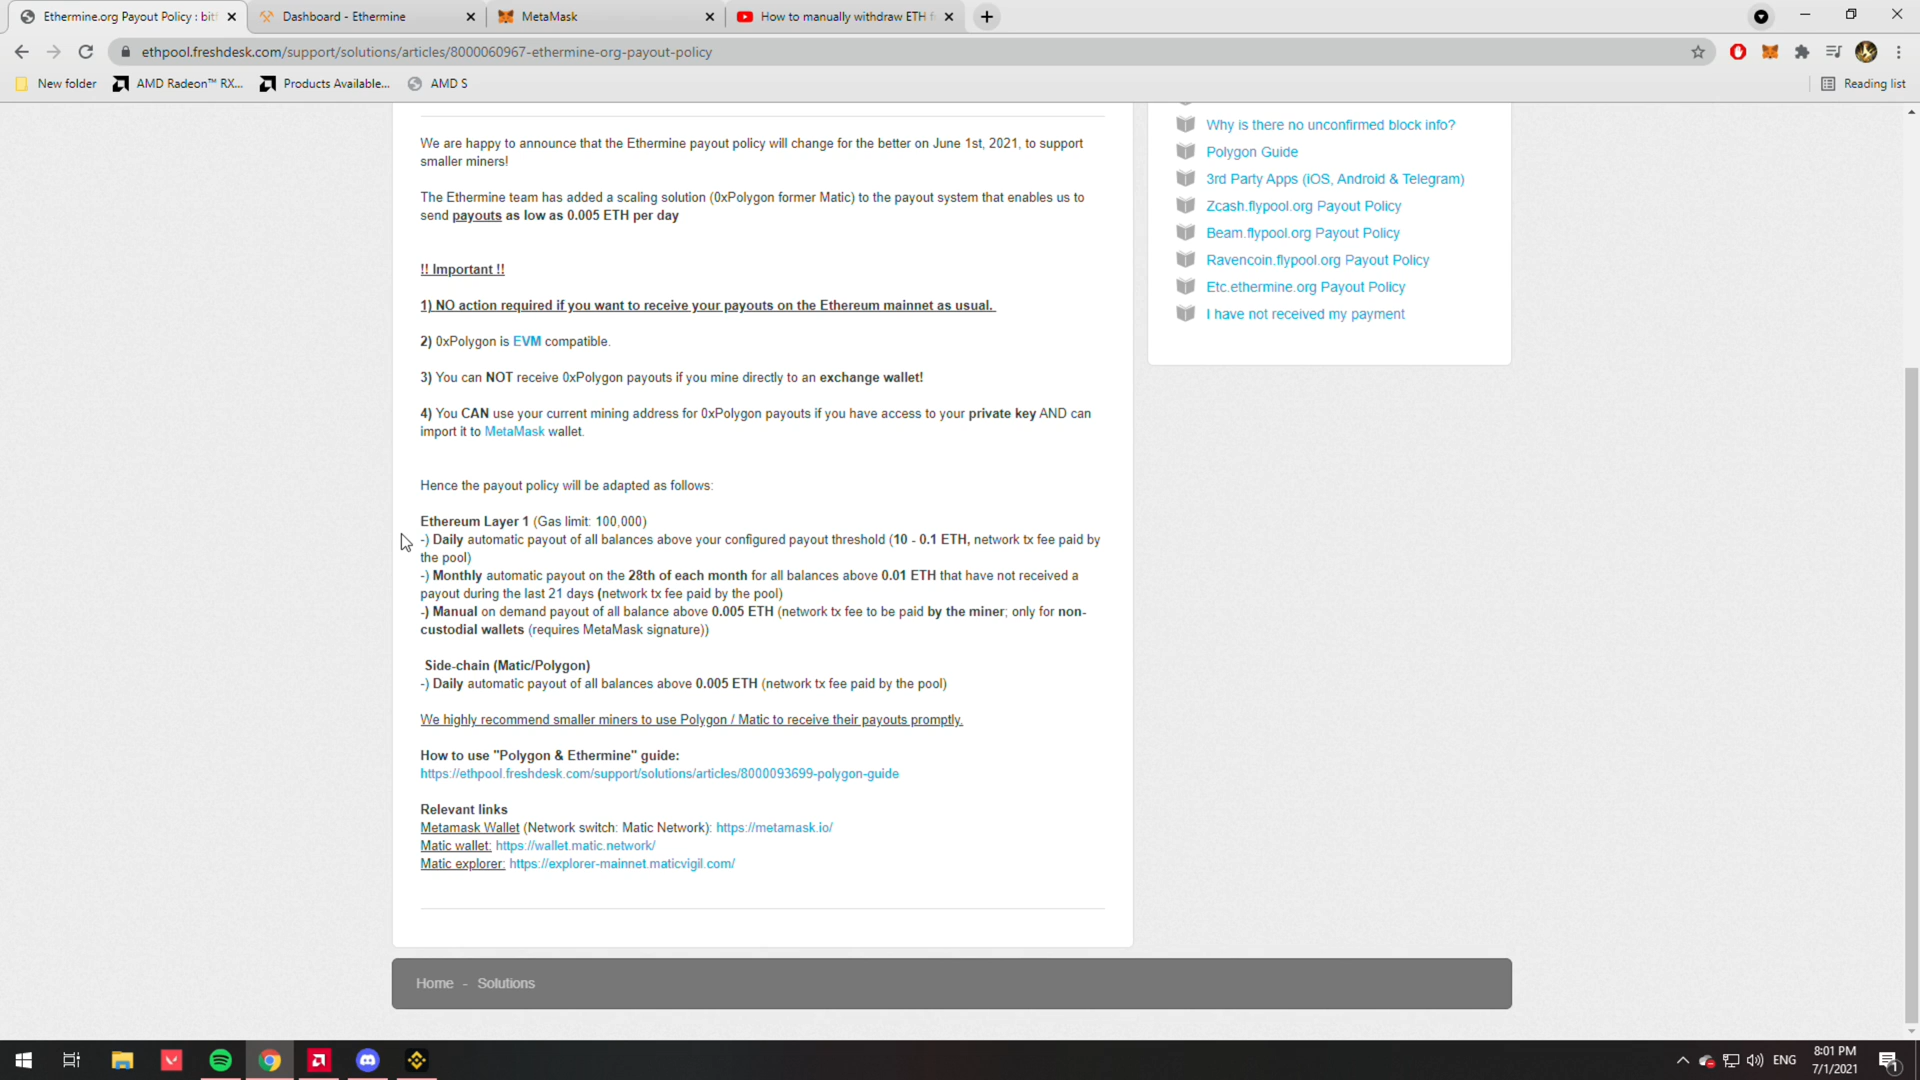 Ethermine.org Payout Policy : bitf
Dashboard - Ethermine
MetaMask
How to manually withdraw ETH f
ethpool.freshdesk.com/support/solutions/articles/8000060967-ethermine-org-payout-policy
New folder
AMD Radeon™ RX...
Products Available...
AMD S
Reading list
We are happy to announce that the Ethermine payout policy will change for the better on June 1st, 2021, to support
smaller miners!
The Ethermine team has added a scaling solution (0xPolygon former Matic) to the payout system that enables us to
send payouts as low as 0.005 ETH per day
!! Important !!
1) NO action required if you want to receive your payouts on the Ethereum mainnet as usual.
2) 0xPolygon is EVM compatible.
3) You can NOT receive 0xPolygon payouts if you mine directly to an exchange wallet!
4) You CAN use your current mining address for 0xPolygon payouts if you have access to your private key AND can
import it to MetaMask wallet.
Hence the payout policy will be adapted as follows:
Ethereum Layer 1 (Gas limit: 100,000)
-) Daily automatic payout of all balances above your configured payout threshold (10 - 0.1 ETH, network tx fee paid by
the pool)
-) Monthly automatic payout on the 28th of each month for all balances above 0.01 ETH that have not received a
payout during the last 21 days (network tx fee paid by the pool)
-) Manual on demand payout of all balance above 0.005 ETH (network tx fee to be paid by the miner; only for non-
custodial wallets (requires MetaMask signature))
Side-chain (Matic/Polygon)
-) Daily automatic payout of all balances above 0.005 ETH (network tx fee paid by the pool)
We highly recommend smaller miners to use Polygon / Matic to receive their payouts promptly.
How to use "Polygon & Ethermine" guide:
https://ethpool.freshdesk.com/support/solutions/articles/8000093699-polygon-guide
Relevant links
Metamask Wallet (Network switch: Matic Network): https://metamask.io/
Matic wallet: https://wallet.matic.network/
Matic explorer: https://explorer-mainnet.maticvigil.com/
Why is there no unconfirmed block info?
Polygon Guide
3rd Party Apps (iOS, Android & Telegram)
Zcash.flypool.org Payout Policy
Beam.flypool.org Payout Policy
Ravencoin.flypool.org Payout Policy
Etc.ethermine.org Payout Policy
I have not received my payment
Home - Solutions
ENG
8:01 PM
7/1/2021
1